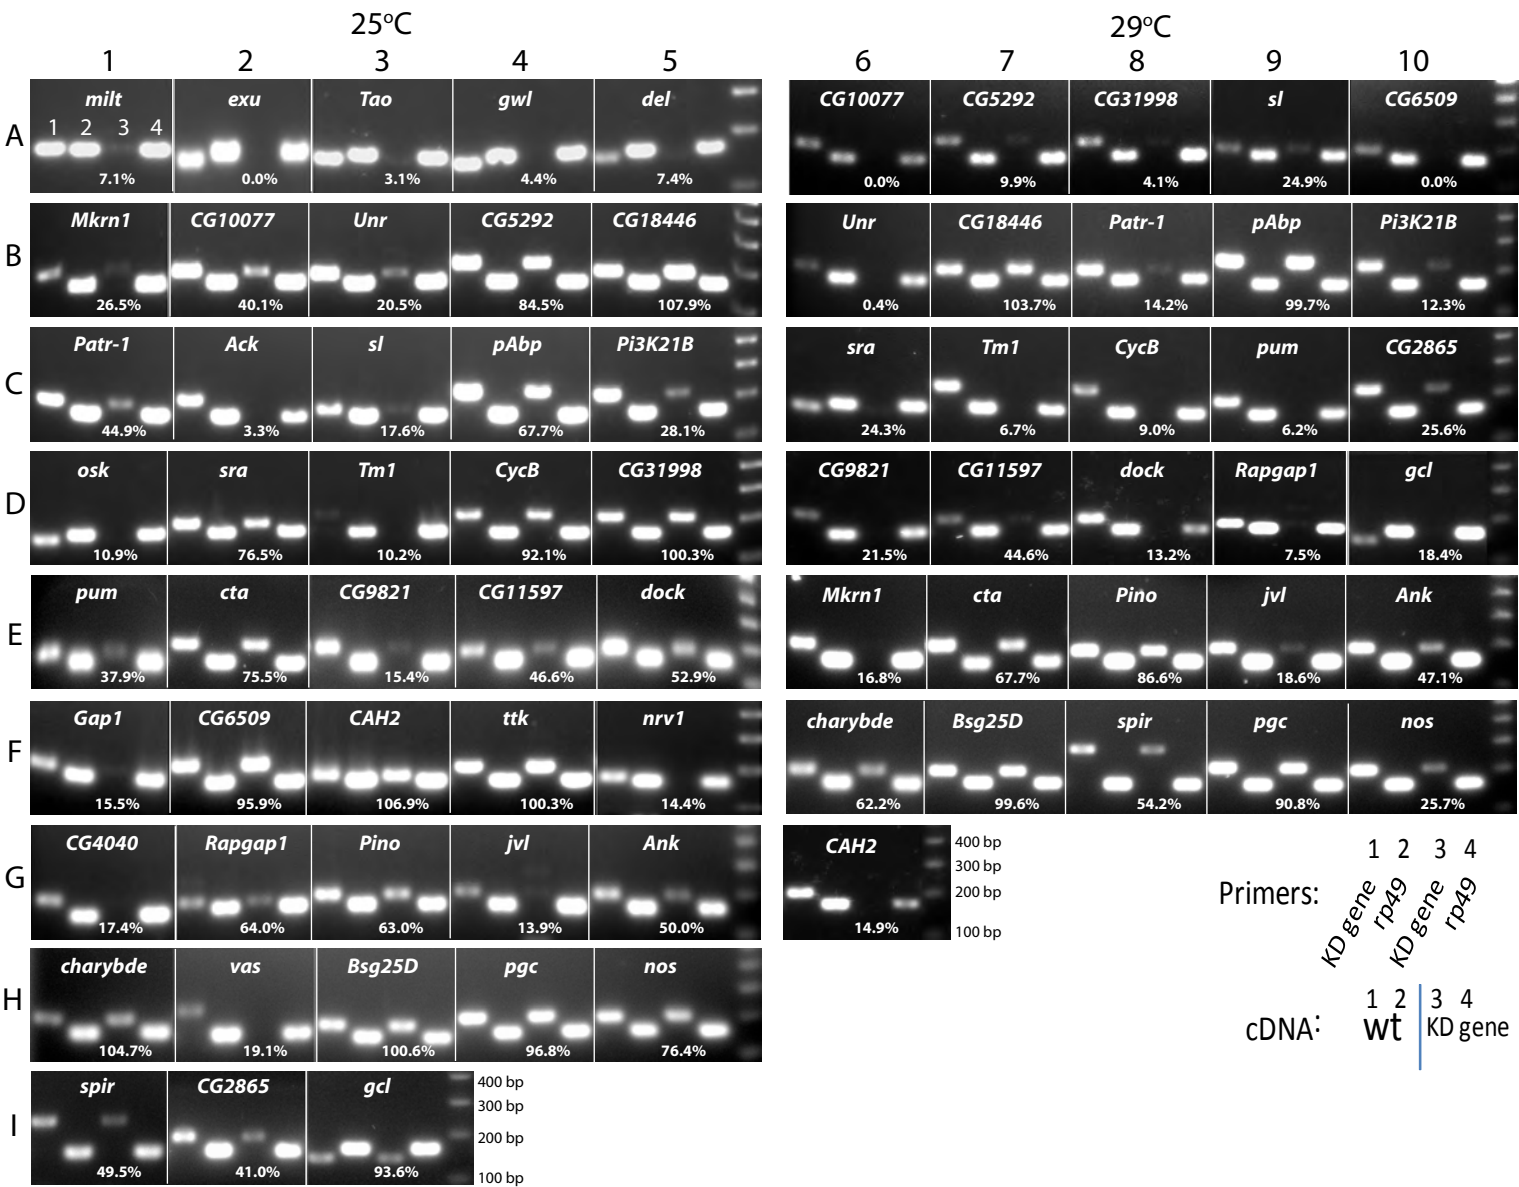 25°C 29°C
1 2 3 4 5 6 7 8 9 10
A milt exu Tao gwl del CG10077 CG5292 CG31998 sl CG6509
1 2 3 4
7.1% 0.0% 3.1% 4.4% 7.4% 0.0% 9.9% 4.1% 24.9% 0.0%
B Mkrn1 CG10077 Unr CG5292 CG18446 Unr CG18446 Patr-1 pAbp Pi3K21B
26.5% 40.1% 20.5% 84.5% 107.9% 0.4% 103.7% 14.2% 99.7% 12.3%
C Patr-1 Ack sl pAbp Pi3K21B sra Tm1 CycB pum CG2865
44.9% 3.3% 17.6% 67.7% 28.1% 24.3% 6.7% 9.0% 6.2% 25.6%
D osk sra Tm1 CycB CG31998 CG9821 CG11597 dock Rapgap1 gcl
10.9% 76.5% 10.2% 92.1% 100.3% 21.5% 44.6% 13.2% 7.5% 18.4%
E pum cta CG9821 CG11597 dock Mkrn1 cta Pino jvl Ank
37.9% 75.5% 15.4% 46.6% 52.9% 16.8% 67.7% 86.6% 18.6% 47.1%
F Gap1 CG6509 CAH2 ttk nrv1 charybde Bsg25D spir pgc nos
15.5% 95.9% 106.9% 100.3% 14.4% 62.2% 99.6% 54.2% 90.8% 25.7%
G CG4040 Rapgap1 Pino jvl Ank CAH2
17.4% 64.0% 63.0% 13.9% 50.0% 14.9%
400 bp
300 bp
200 bp
100 bp
H charybde vas Bsg25D pgc nos
104.7% 19.1% 100.6% 96.8% 76.4%
I spir CG2865 gcl
49.5% 41.0% 93.6%
400 bp
300 bp
200 bp
100 bp
1 2 3 4
Primers: KD gene rp49 KD gene rp49
1 2 3 4
cDNA: wt KD gene